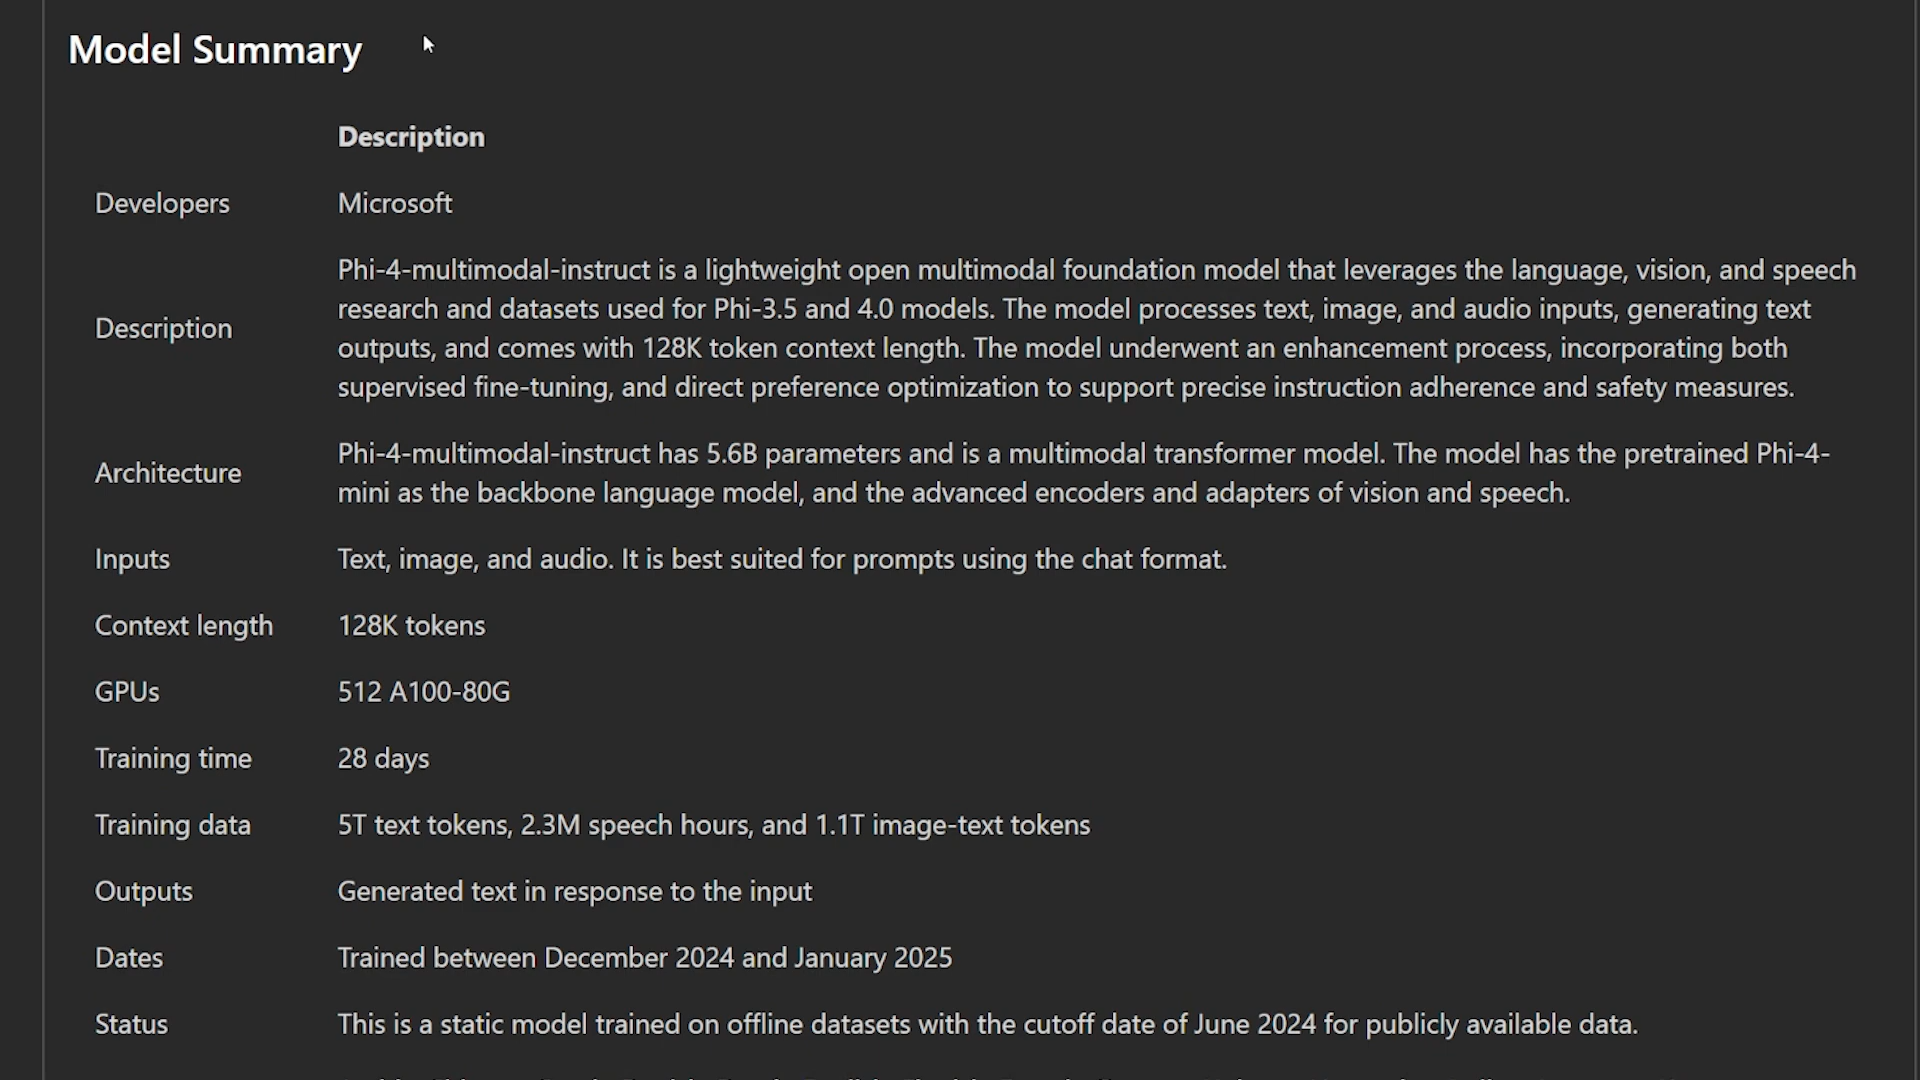 Model Summary
Description
Developers Microsoft
Description Phi-4-multimodal-instruct is a lightweight open multimodal foundation model that leverages the language, vision, and speech
research and datasets used for Phi-3.5 and 4.0 models. The model processes text, image, and audio inputs, generating text
outputs, and comes with 128K token context length. The model underwent an enhancement process, incorporating both
supervised fine-tuning, and direct preference optimization to support precise instruction adherence and safety measures.
Architecture Phi-4-multimodal-instruct has 5.6B parameters and is a multimodal transformer model. The model has the pretrained Phi-4-
mini as the backbone language model, and the advanced encoders and adapters of vision and speech.
Inputs Text, image, and audio. It is best suited for prompts using the chat format.
Context length 128K tokens
GPUs 512 A100-80G
Training time 28 days
Training data 5T text tokens, 2.3M speech hours, and 1.1T image-text tokens
Outputs Generated text in response to the input
Dates Trained between December 2024 and January 2025
Status This is a static model trained on offline datasets with the cutoff date of June 2024 for publicly available data.